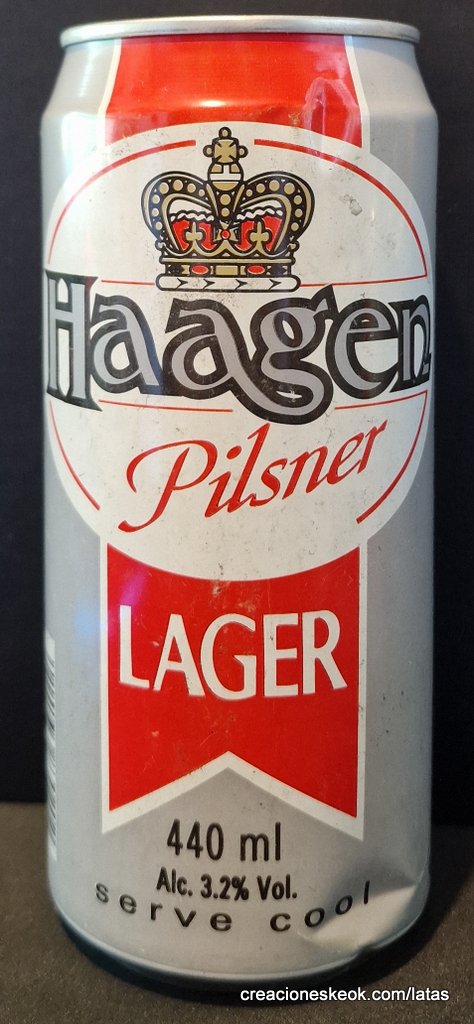 Haagen
Pilsner
LAGER
440 ml
Alc. 3.2% Vol.
serve cool
creacioneskeok.com/latas